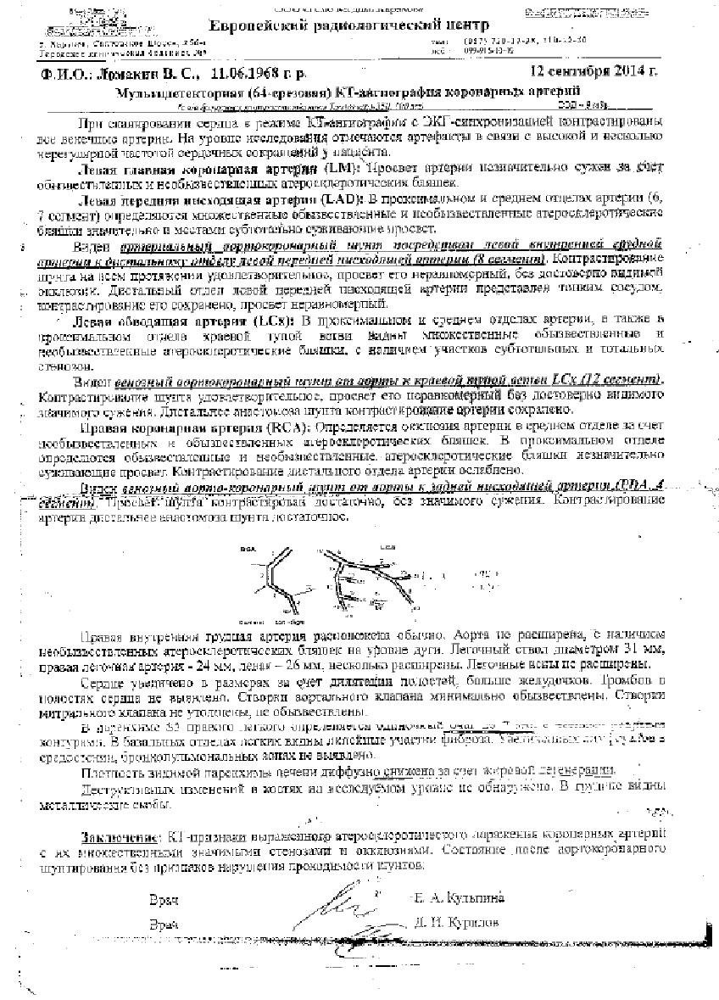 Европейский радиологический центр
г. Харьков, Салтовское Шоссе, 266-г
Городская клиническая больница №8
Ф.И.О.: Ломакин В. С., 11.06.1968 г. р. 12 сентября 2014 г.
Мультидетекторная (64-срезовая) КТ-ангиография коронарных артерий
При сканировании сердца в режиме КТ-ангиографии с ЭКГ-синхронизацией контрастированы
все венечные артерии. На уровне исследования отмечаются артефакты в связи с высокой и несколько
нерегулярной частотой сердечных сокращений у пациента.
Левая главная коронарная артерия (LM): Просвет артерии незначительно сужен за счет
обызвествленных и необызвествленных атеросклеротических бляшек.
Левая передняя нисходящая артерия (LAD): В проксимальном и среднем отделах артерии (6,
7 сегмент) определяются множественные обызвествленные и необызвествленные атеросклеротические
бляшки значительно и местами субтотально суживающие просвет.
Виден артериальный аортокоронарный шунт посредством левой внутренней грудной
артерии к дистальному отделу левой передней нисходящей артерии (8 сегмент). Контрастирование
шунта на всем протяжении удовлетворительное, просвет его неравномерный, без достоверно видимой
окклюзии. Дистальный отдел левой передней нисходящей артерии представлен тонким сосудом,
контрастирование его сохранено, просвет неравномерный.
Левая обводящая артерия (LCx): В проксимальном и среднем отделах артерии, а также в
проксимальном отделе краевой тупой ветви видны множественные обызвествленные и
необызвествленные атеросклеротические бляшки, с наличием участков субтотальных и тотальных
стенозов.
Виден венозный аортокоронарный шунт от аорты к краевой тупой ветви LCx (12 сегмент).
Контрастирование шунта удовлетворительное, просвет его неравномерный без достоверно видимого
значимого сужения. Дистальнее анастомоза шунта контрастирование артерии сохранено.
Правая коронарная артерия (RCA): Определяется окклюзия артерии в среднем отделе за счет
необызвествленных и обызвествленных атеросклеротических бляшек. В проксимальном отделе
определяются обызвествленные и необызвествленные атеросклеротические бляшки незначительно
суживающие просвет. Контрастирование дистального отдела артерии ослаблено.
Виден венозный аорто-коронарный шунт от аорты к задней нисходящей артерии (PDA, 4
сегмент). Просвет шунта контрастирован достаточно, без значимого сужения. Контрастирование
артерии дистальнее анастомоза шунта достаточное.
RCA LCA
Правая внутренняя грудная артерия расположена обычно. Аорта не расширена, с наличием
необызвествленных атеросклеротических бляшек на уровне дуги. Легочный ствол диаметром 31 мм,
правая легочная артерия - 24 мм, левая – 26 мм, несколько расширены. Легочные вены не расширены.
Сердце увеличено в размерах за счет дилятации полостей, больше желудочков. Тромбов в
полостях сердца не выявлено. Створки аортального клапана минимально обызвествлены. Створки
митрального клапана не утолщены, не обызвествлены.
В паренхиме S3 правого легкого определяется одиночный очаг до 7 мм, с
контурами. В базальных отделах легких видны линейные участки фиброза. Увеличенных лимфоузлов в
средостении, бронхопульмональных зонах не выявлено.
Плотность видимой паренхимы печени диффузно снижена за счет жировой дегенерации.
Деструктивных изменений в костях на исследуемом уровне не обнаружено. В грудине видны
металлические скобы.
Заключение: КТ-признаки выраженного атеросклеротического поражения коронарных артерий
с их множественными значимыми стенозами и окклюзиями. Состояние после аортокоронарного
шунтирования без признаков нарушения проходимости шунтов.
Врач Е. А. Кульпина
Врач Д. И. Курилов